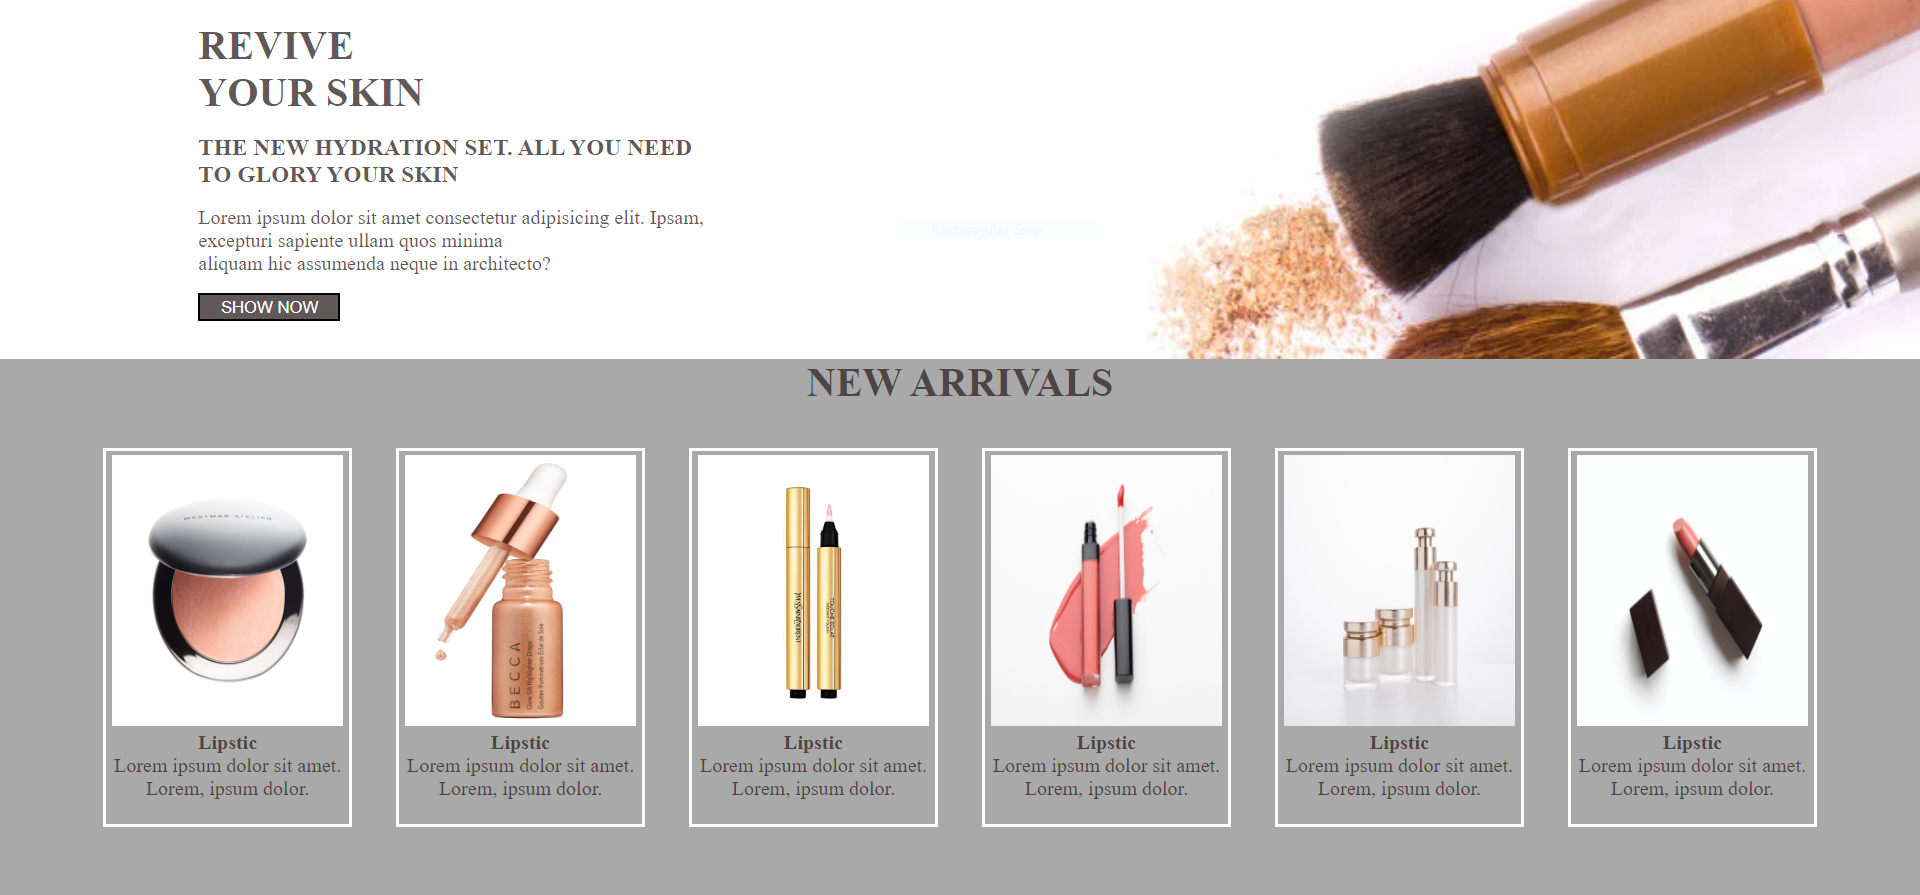 REVIVE
YOUR SKIN
THE NEW HYDRATION SET. ALL YOU NEED
TO GLORY YOUR SKIN
Lorem ipsum dolor sit amet consectetur adipisicing elit. Ipsam,
excepturi sapiente ullam quos minima
aliquam hic assumenda neque in architecto?
Rectangular Snip
SHOW NOW
NEW ARRIVALS
WESTMAN ATELIER
BECCA
Lipstic
Lorem ipsum dolor sit amet.
Lorem, ipsum dolor.
Lipstic
Lorem ipsum dolor sit amet.
Lorem, ipsum dolor.
Lipstic
Lorem ipsum dolor sit amet.
Lorem, ipsum dolor.
Lipstic
Lorem ipsum dolor sit amet.
Lorem, ipsum dolor.
Lipstic
Lorem ipsum dolor sit amet.
Lorem, ipsum dolor.
Lipstic
Lorem ipsum dolor sit amet.
Lorem, ipsum dolor.